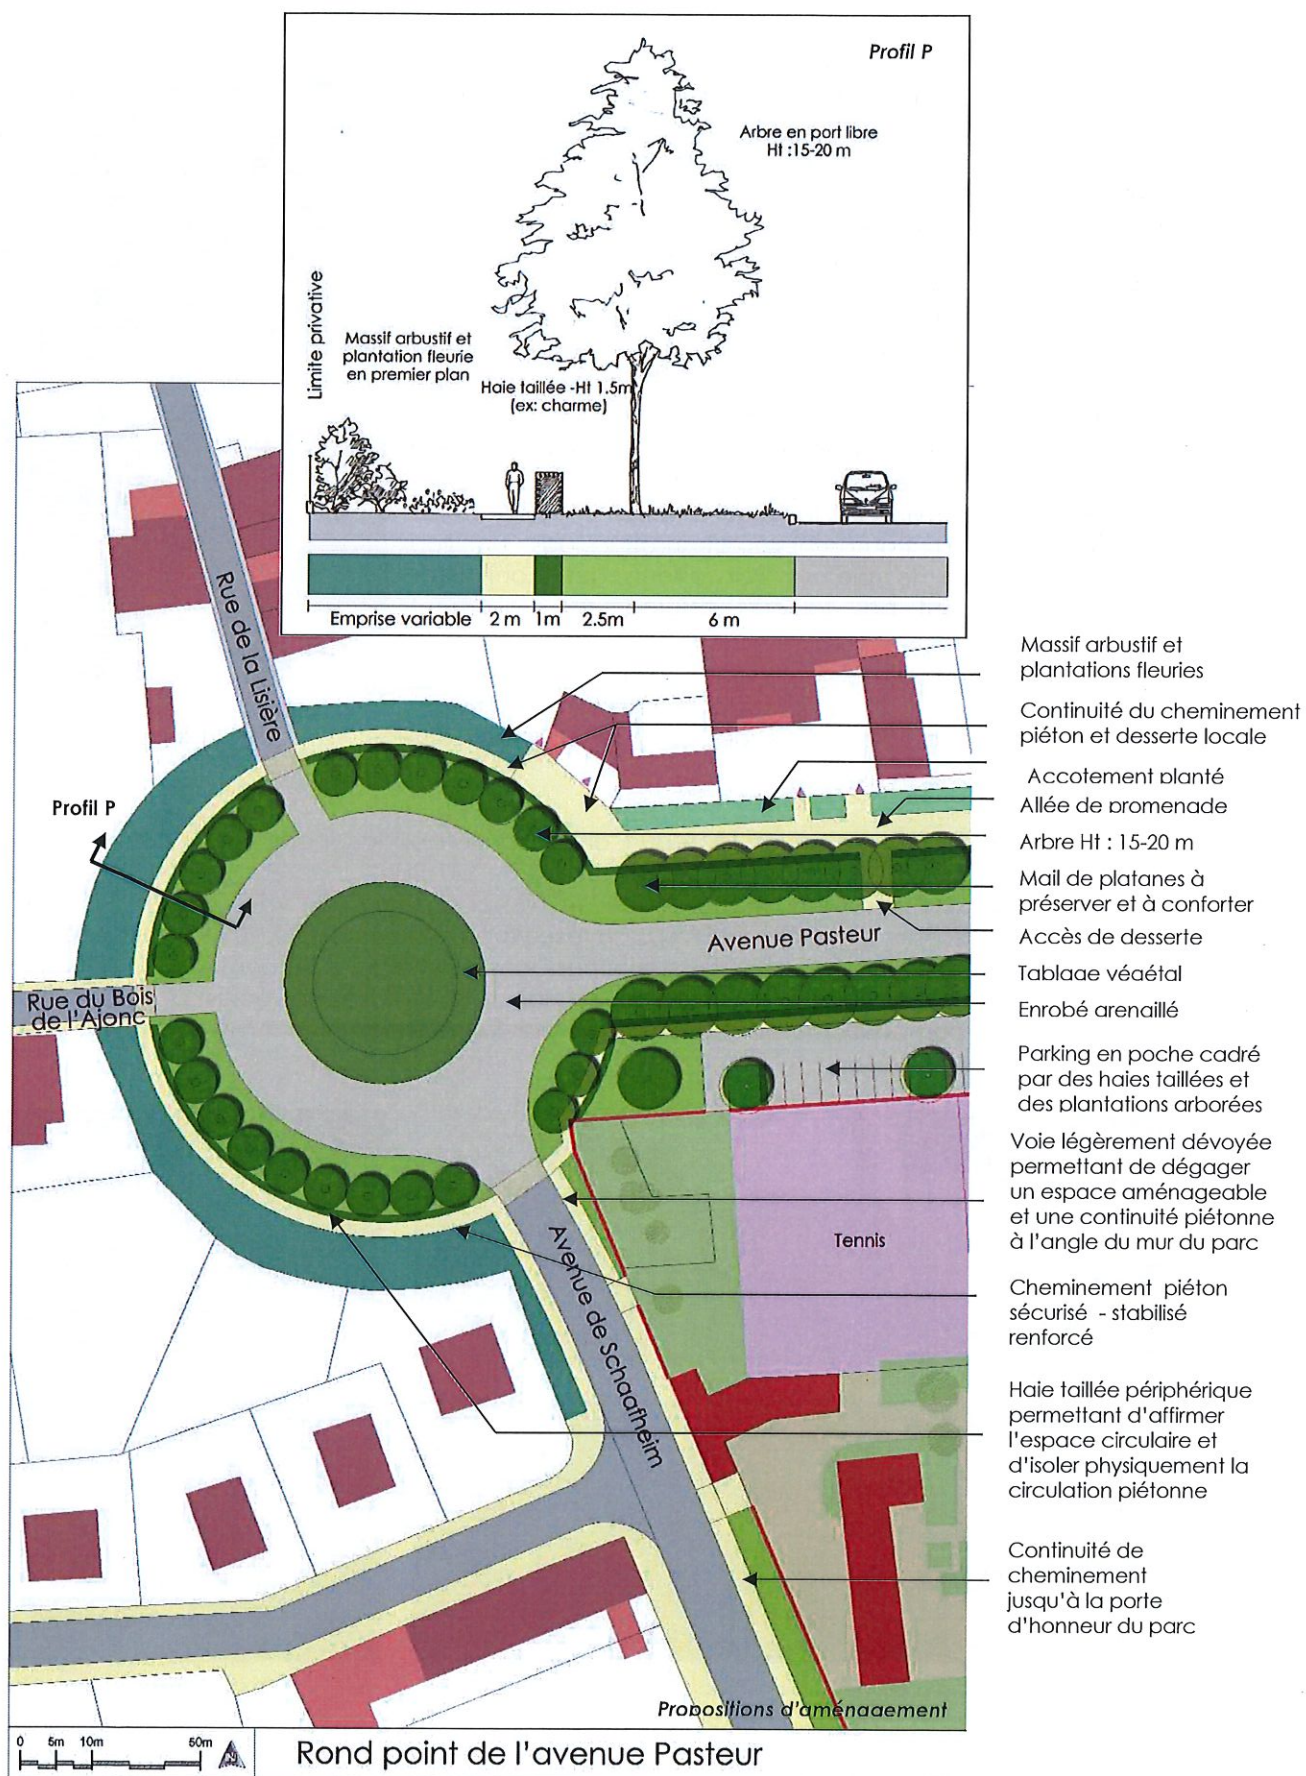 Profil P
Arbre en port libre
Ht :15-20 m
Limite privative
Massif arbustif et
plantation fleurie
en premier plan
Haie taillée -Ht 1.5m
(ex: charme)
Emprise variable
2 m
1m
2.5m
6 m
Rue de la Lisière
Profil P
Rue du Bois
de l'Ajonc
Avenue Pasteur
Avenue de Schaafheim
Tennis
Massif arbustif et
plantations fleuries
Continuité du cheminement
piéton et desserte locale
Accotement planté
Allée de promenade
Arbre Ht : 15-20 m
Mail de platanes à
préserver et à conforter
Accès de desserte
Tablaae véaétal
Enrobé arenaillé
Parking en poche cadré
par des haies taillées et
des plantations arborées
Voie légèrement dévoyée
permettant de dégager
un espace aménageable
et une continuité piétonne
à l'angle du mur du parc
Cheminement piéton
sécurisé - stabilisé
renforcé
Haie taillée périphérique
permettant d'affirmer
l'espace circulaire et
d'isoler physiquement la
circulation piétonne
Continuité de
cheminement
jusqu'à la porte
d'honneur du parc
Propositions d'aménagement
0 5m 10m 50m
Rond point de l'avenue Pasteur